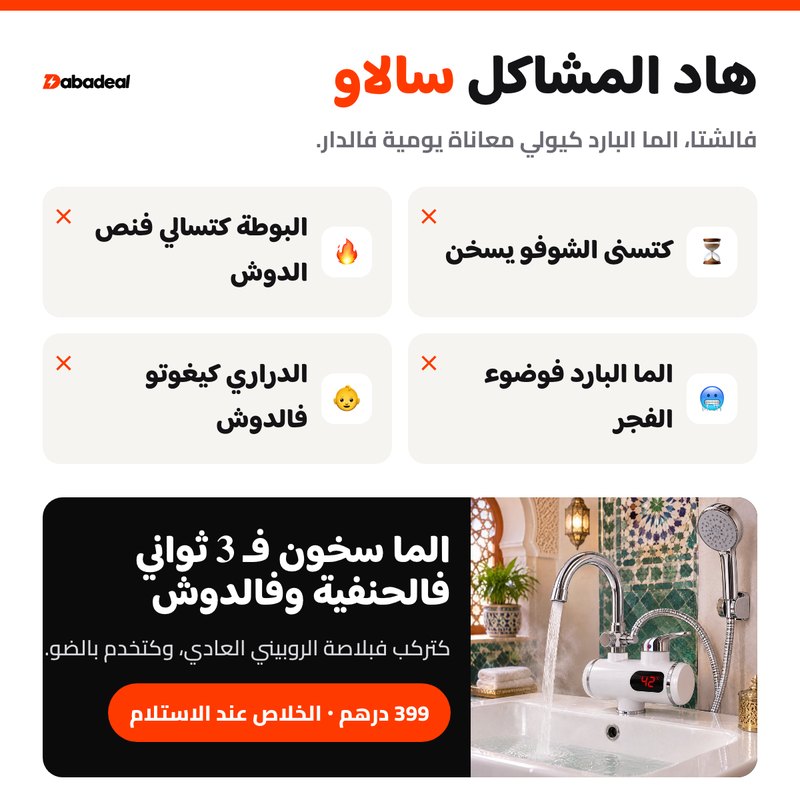 هاد المشاكل سالاو
Dabadeal
فالشتا، الما البارد كيولي معاناة يومية فالدار.
كتسنى الشوفو يسخن
البوطة كتسالي فنص
الدوش
الما البارد فوضوء
الفجر
الدراري كيغوتو
فالدوش
الما سخون فـ 3 ثواني
فالحنفية وفالدوش
كتركب فبلاصة الروبيني العادي، وكتخدم بالضو.
399 درهم • الخلاص عند الاستلام
42